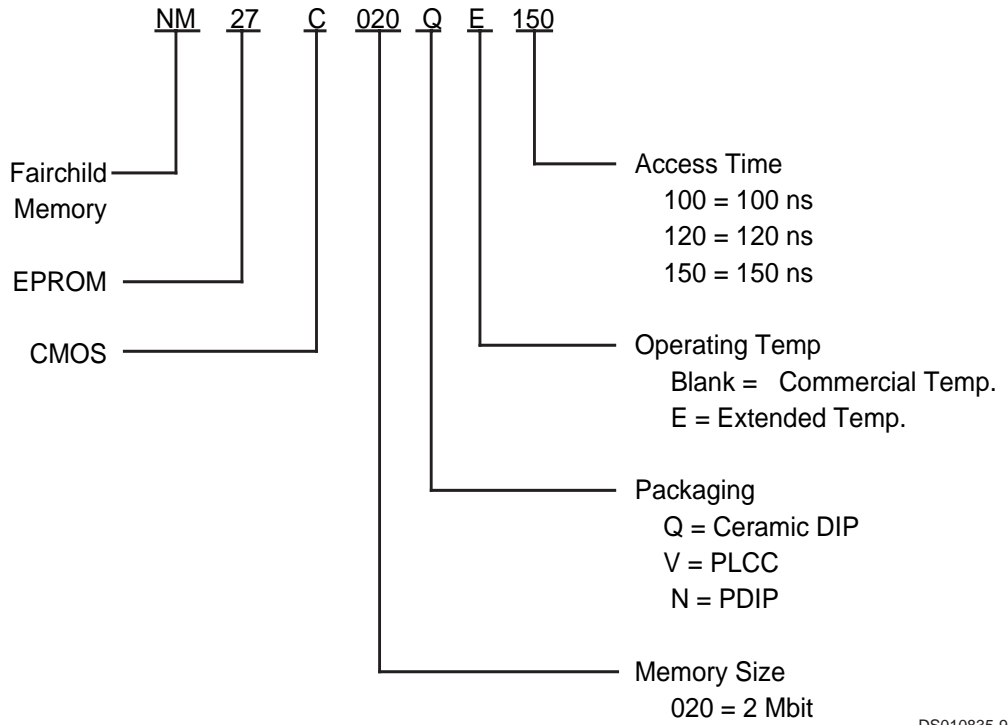 NM 27 C 020 Q E 150
Fairchild
Memory
EPROM
CMOS
Access Time
100 = 100 ns
120 = 120 ns
150 = 150 ns
Operating Temp
Blank = Commercial Temp.
E = Extended Temp.
Packaging
Q = Ceramic DIP
V = PLCC
N = PDIP
Memory Size
020 = 2 Mbit